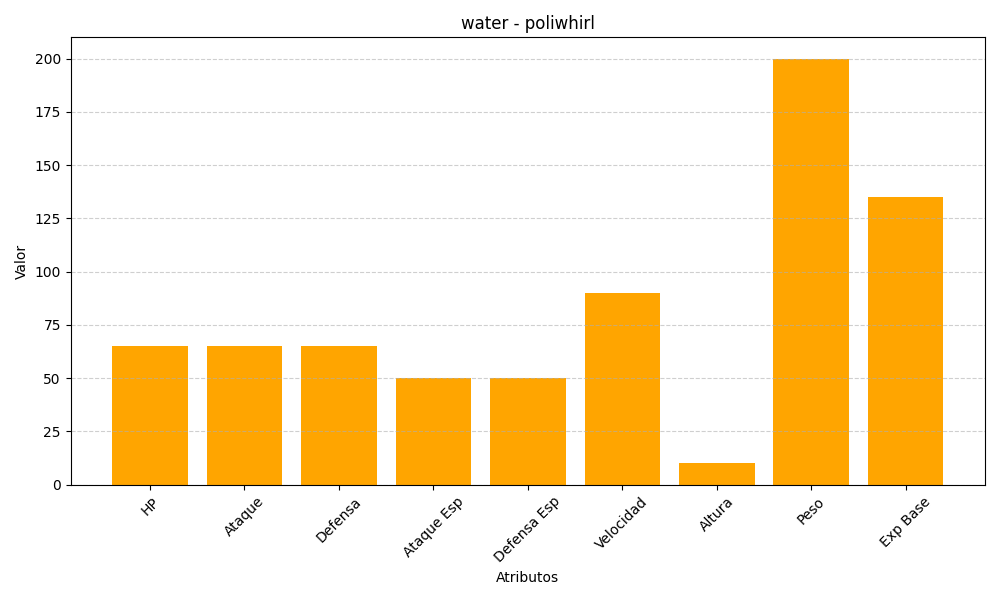 water - poliwhirl
Valor
200
175
150
125
100
75
50
25
0
HP
Ataque
Defensa
Ataque Esp
Defensa Esp
Velocidad
Altura
Peso
Exp Base
Atributos